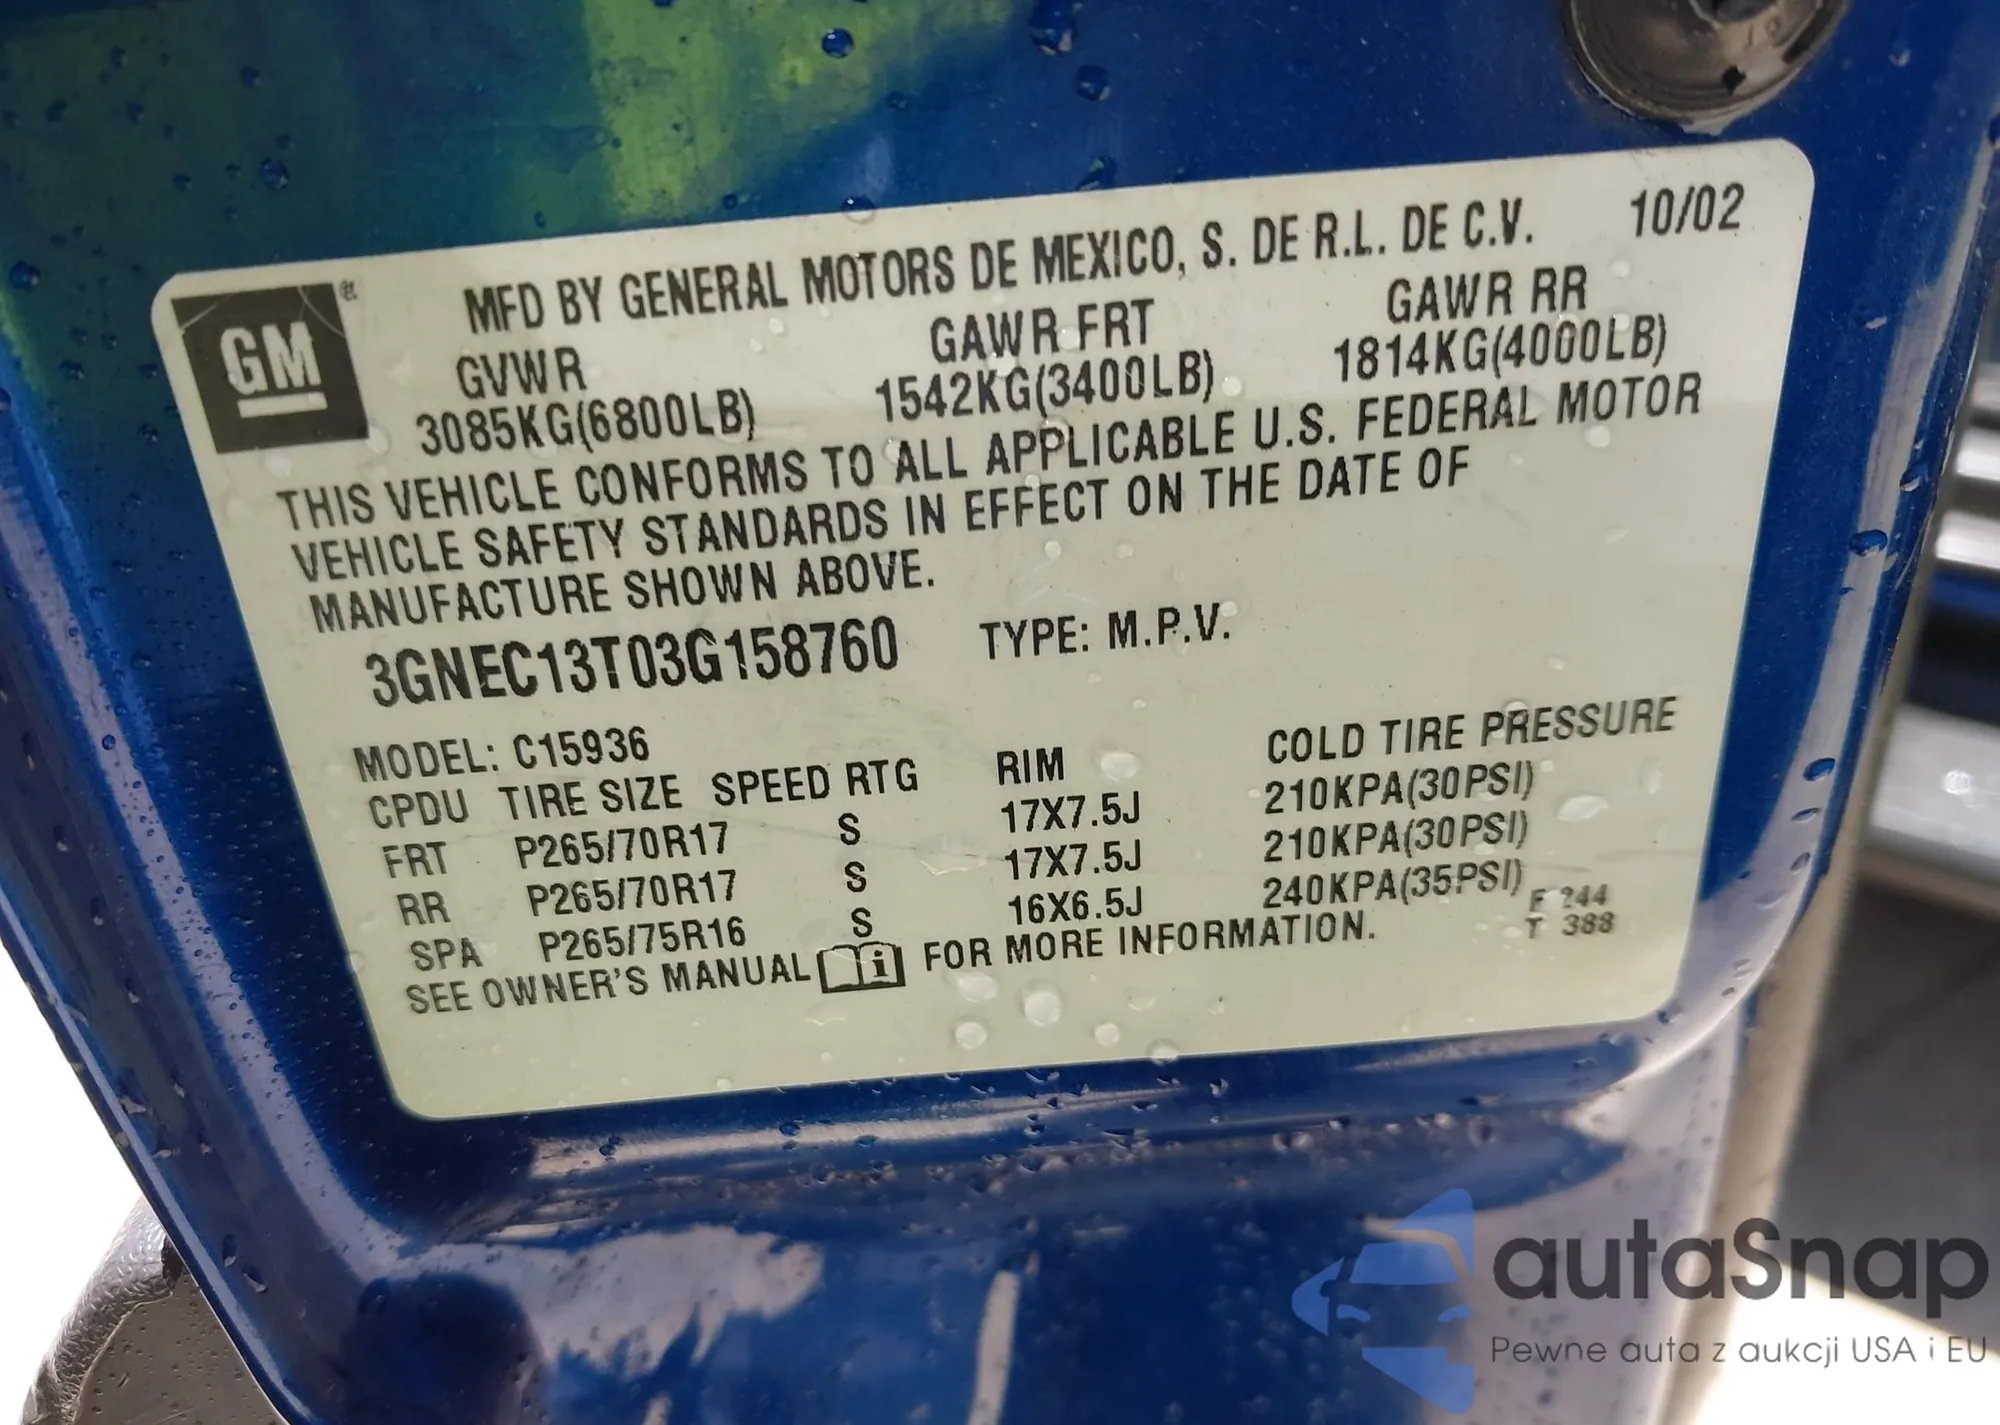 GM
MFD BY GENERAL MOTORS DE MEXICO, S. DE R.L. DE C.V. 10/02
GVWR GAWR FRT GAWR RR
3085KG(6800LB) 1542KG(3400LB) 1814KG(4000LB)
THIS VEHICLE CONFORMS TO ALL APPLICABLE U.S. FEDERAL MOTOR
VEHICLE SAFETY STANDARDS IN EFFECT ON THE DATE OF
MANUFACTURE SHOWN ABOVE.
3GNEC13T03G158760 TYPE: M.P.V.
MODEL: C15936
CPDU TIRE SIZE SPEED RTG RIM COLD TIRE PRESSURE
FRT P265/70R17 S 17X7.5J 210KPA(30PSI)
RR P265/70R17 S 17X7.5J 210KPA(30PSI)
SPA P265/75R16 S 16X6.5J 240KPA(35PSI)
SEE OWNER'S MANUAL i FOR MORE INFORMATION.
F 244
T 388
autaSnap
Pewne auta z aukcji USA i EU